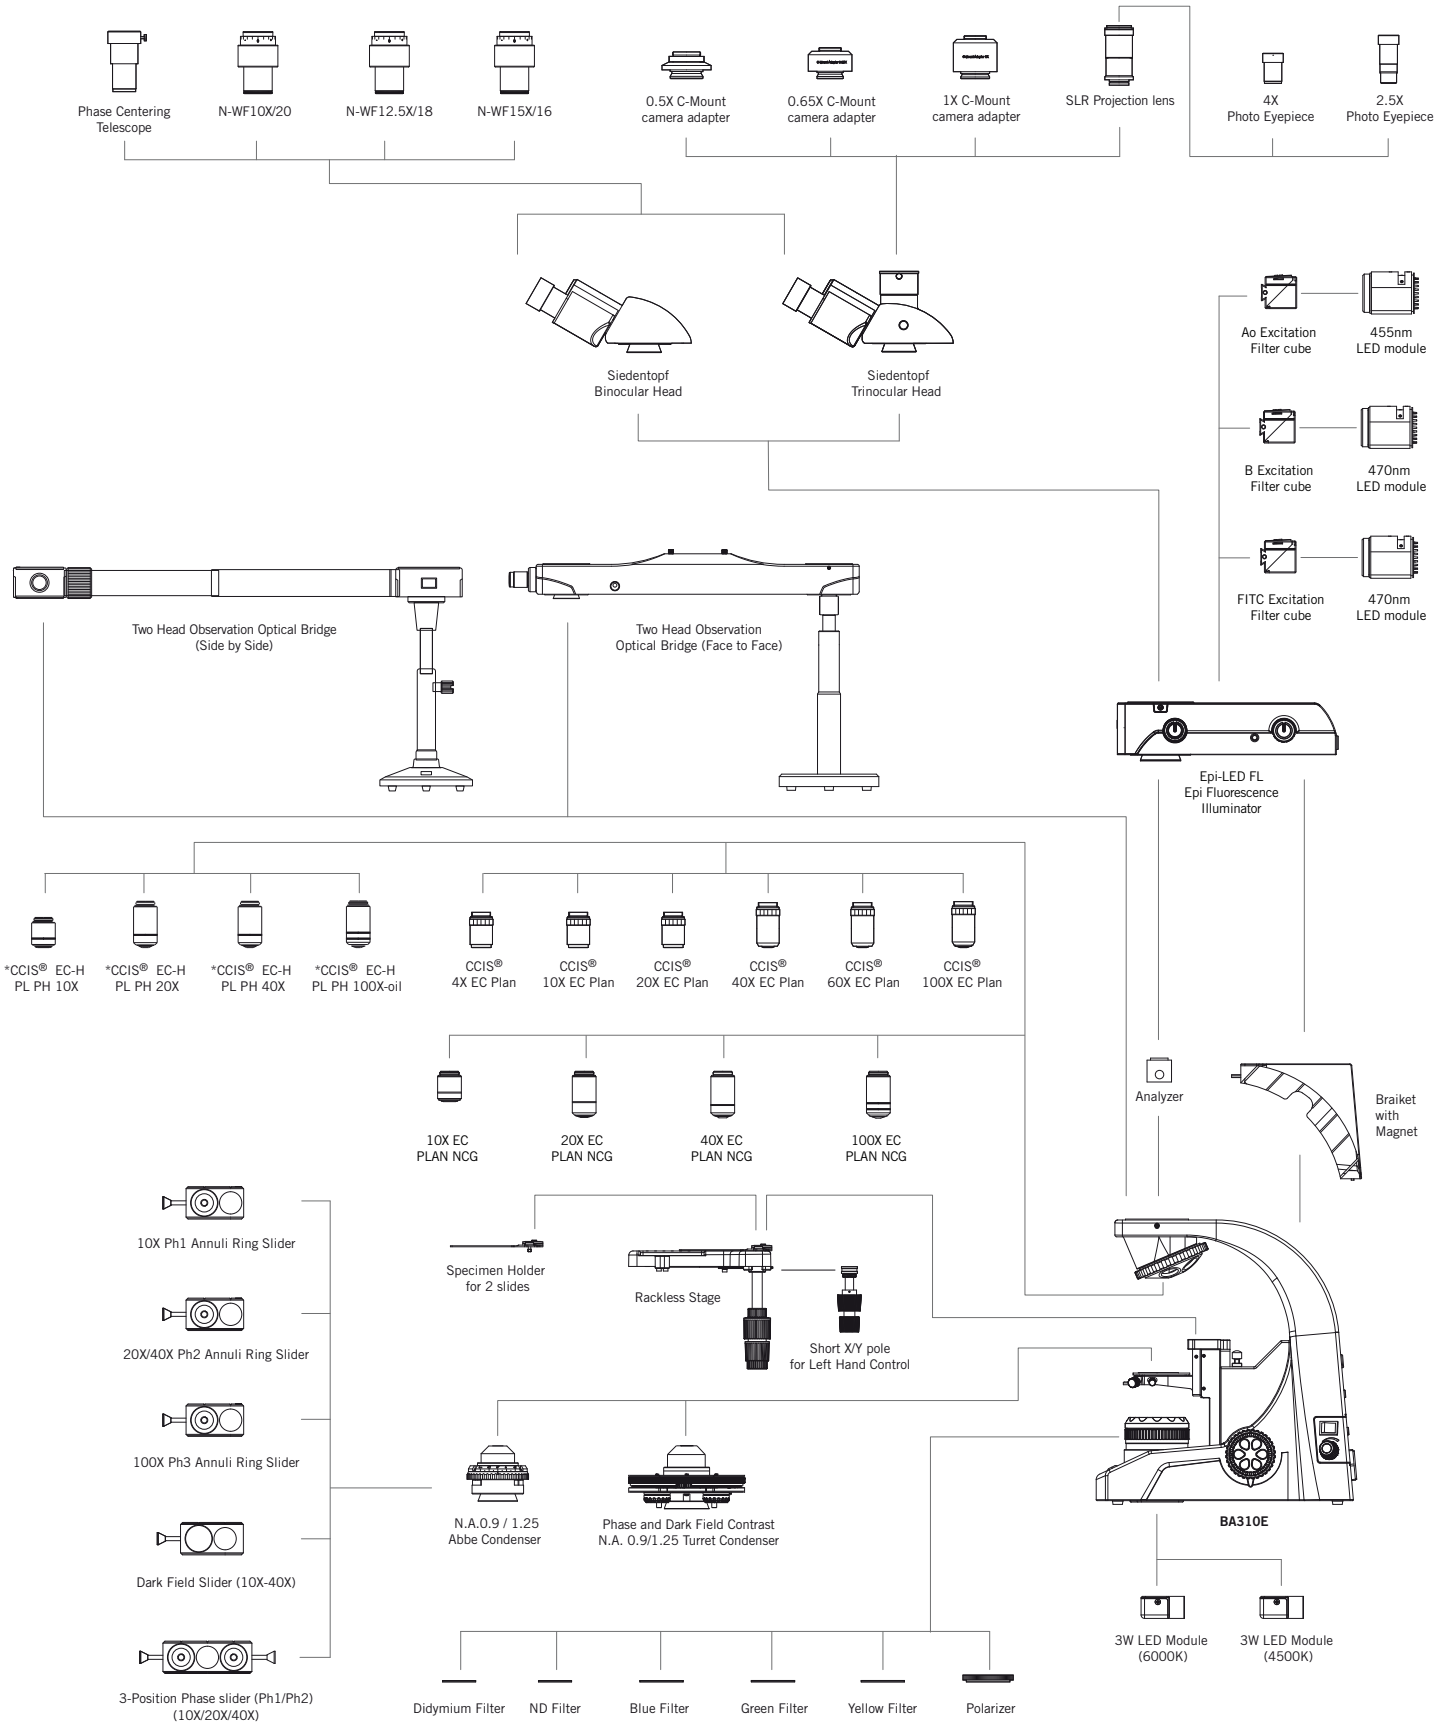 Phase Centering
Telescope
N-WF10X/20
N-WF12.5X/18
N-WF15X/16
0.5X C-Mount
camera adapter
0.65X C-Mount
camera adapter
1X C-Mount
camera adapter
SLR Projection lens
4X
Photo Eyepiece
2.5X
Photo Eyepiece
Siedentopf
Binocular Head
Siedentopf
Trinocular Head
Ao Excitation
Filter cube
455nm
LED module
B Excitation
Filter cube
470nm
LED module
FITC Excitation
Filter cube
470nm
LED module
Two Head Observation Optical Bridge
(Side by Side)
Two Head Observation
Optical Bridge (Face to Face)
Epi-LED FL
Epi Fluorescence
Illuminator
*CCIS® EC-H
PL PH 10X
*CCIS® EC-H
PL PH 20X
*CCIS® EC-H
PL PH 40X
*CCIS® EC-H
PL PH 100X-oil
CCIS®
4X EC Plan
CCIS®
10X EC Plan
CCIS®
20X EC Plan
CCIS®
40X EC Plan
CCIS®
60X EC Plan
CCIS®
100X EC Plan
Analyzer
Braiket
with
Magnet
10X EC
PLAN NCG
20X EC
PLAN NCG
40X EC
PLAN NCG
100X EC
PLAN NCG
10X Ph1 Annuli Ring Slider
Specimen Holder
for 2 slides
Rackless Stage
Short X/Y pole
for Left Hand Control
20X/40X Ph2 Annuli Ring Slider
100X Ph3 Annuli Ring Slider
N.A.0.9 / 1.25
Abbe Condenser
Phase and Dark Field Contrast
N.A. 0.9/1.25 Turret Condenser
BA310E
Dark Field Slider (10X-40X)
3W LED Module
(6000K)
3W LED Module
(4500K)
3-Position Phase slider (Ph1/Ph2)
(10X/20X/40X)
Didymium Filter
ND Filter
Blue Filter
Green Filter
Yellow Filter
Polarizer